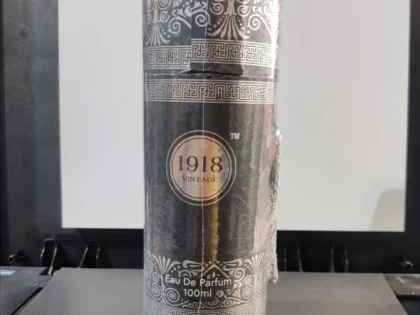 TM
1918
VINTAGE
Eau De Parfum
100ml